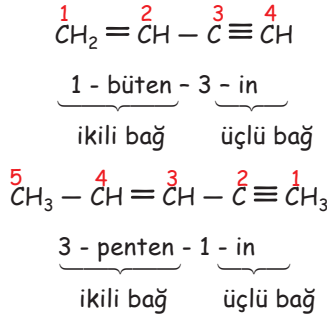 1 2 3 4
CH₂ = CH – C ≡ CH
1 - büten – 3 – in
ikili bağ üçlü bağ
5 4 3 2 1
CH₃ – CH = CH – C ≡ CH₃
3 - penten - 1 - in
ikili bağ üçlü bağ